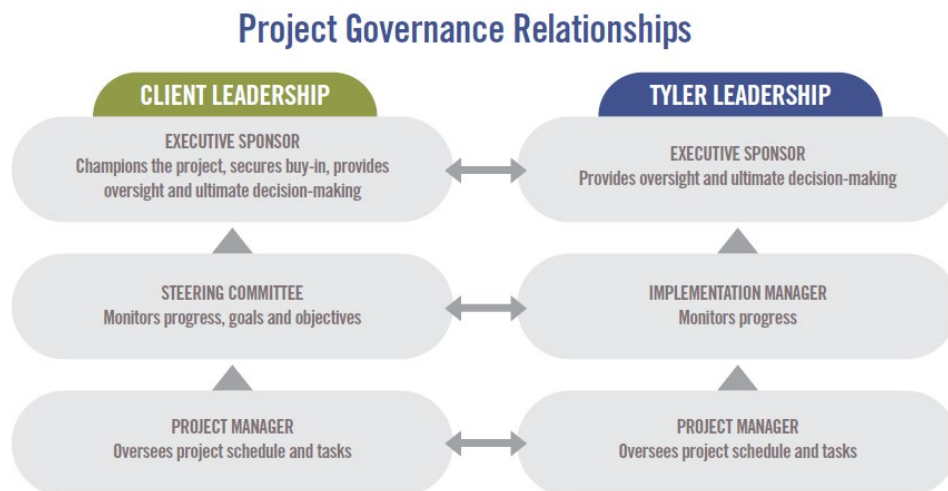 Project Governance Relationships
CLIENT LEADERSHIP
EXECUTIVE SPONSOR
Champions the project, secures buy-in, provides
oversight and ultimate decision-making
STEERING COMMITTEE
Monitors progress, goals and objectives
PROJECT MANAGER
Oversees project schedule and tasks
TYLER LEADERSHIP
EXECUTIVE SPONSOR
Provides oversight and ultimate decision-making
IMPLEMENTATION MANAGER
Monitors progress
PROJECT MANAGER
Oversees project schedule and tasks